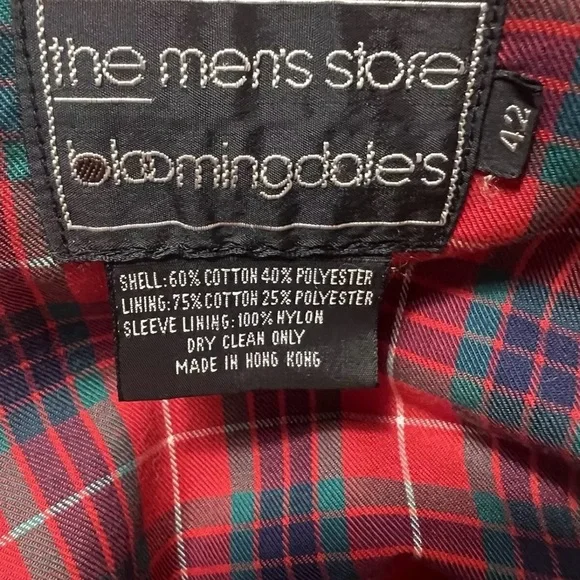 the men's store
bloomingdale's
42
SHELL: 60% COTTON 40% POLYESTER
LINING: 75% COTTON 25% POLYESTER
SLEEVE LINING: 100% NYLON
DRY CLEAN ONLY
MADE IN HONG KONG